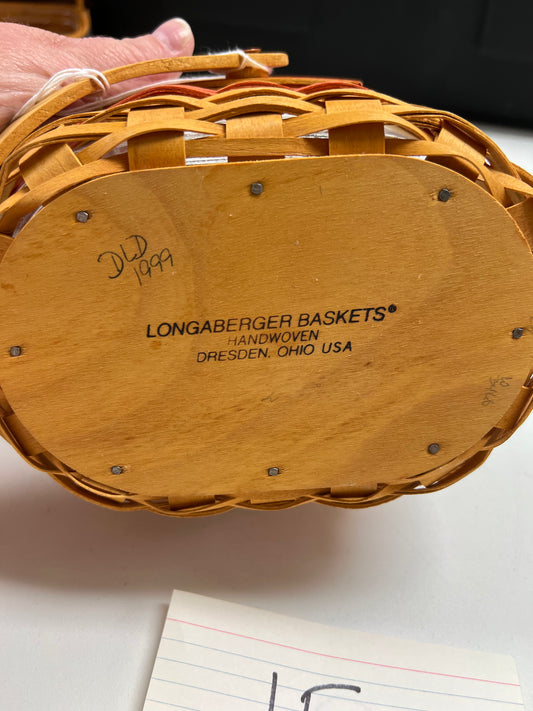 DLD
1999
LONGABERGER BASKETS®
HANDWOVEN
DRESDEN, OHIO USA
15